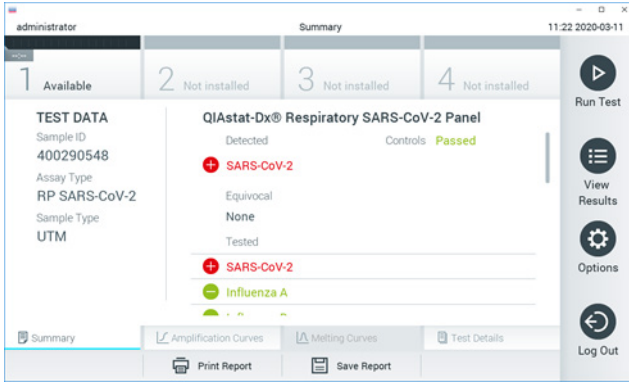 administrator
Summary
11:22 2020-03-11
1 Available
2 Not installed
3 Not installed
4 Not installed
TEST DATA
Sample ID
400290548
Assay Type
RP SARS-CoV-2
Sample Type
UTM
QIAstat-Dx® Respiratory SARS-CoV-2 Panel
Detected
Controls Passed
SARS-CoV-2
Equivocal
None
Tested
SARS-CoV-2
Influenza A
Run Test
View
Results
Options
Log Out
Summary
Amplification Curves
Melting Curves
Test Details
Print Report
Save Report